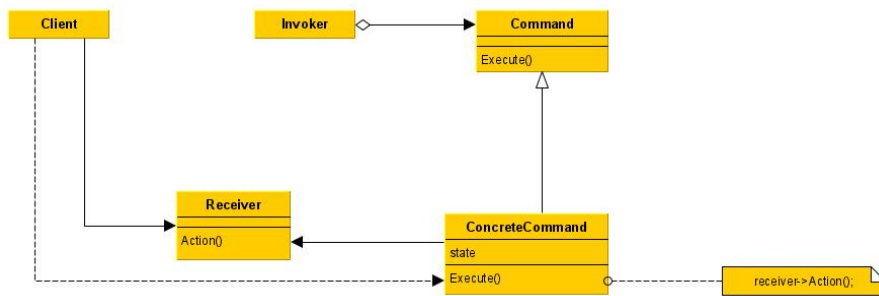 Client
Invoker
Command
Execute()
Receiver
Action()
ConcreteCommand
state
Execute()
receiver->Action();